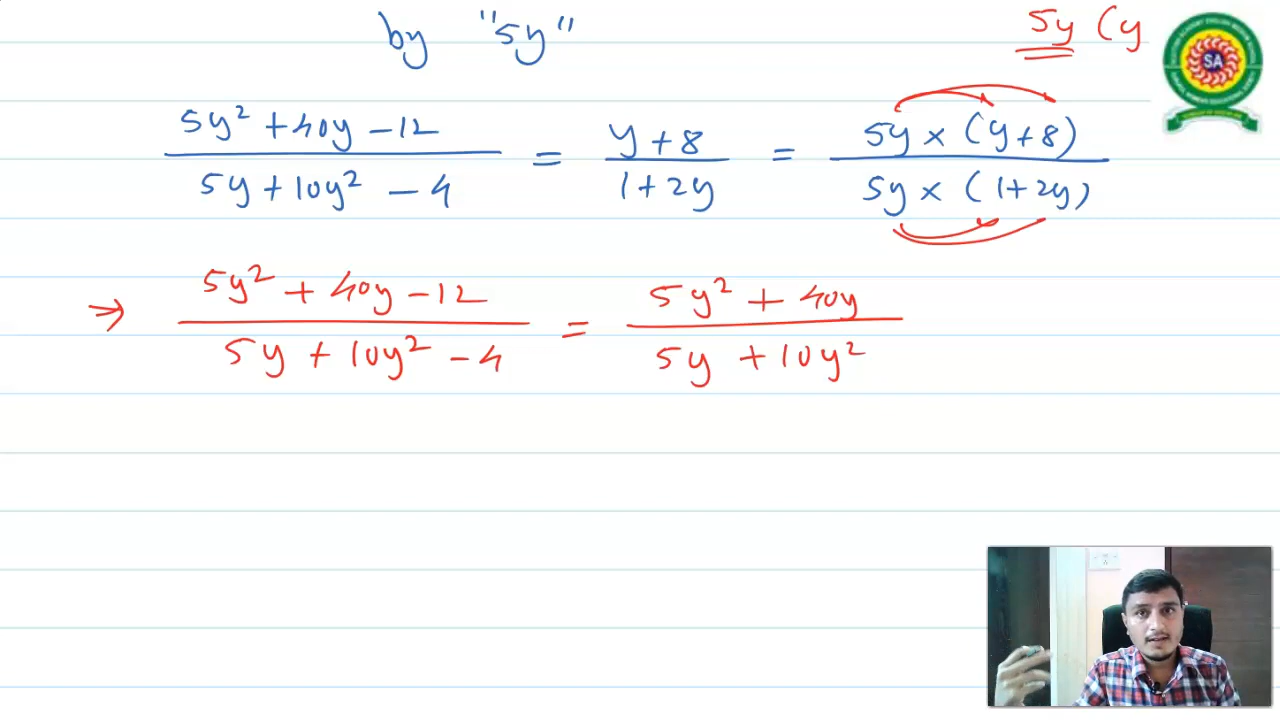 by "5y"
5y (y
SA
5y² + 40y - 12 / 5y + 10y² - 4 = y + 8 / 1 + 2y = 5y × (y + 8) / 5y × (1 + 2y)
⇒ 5y² + 40y - 12 / 5y + 10y² - 4 = 5y² + 40y / 5y + 10y²